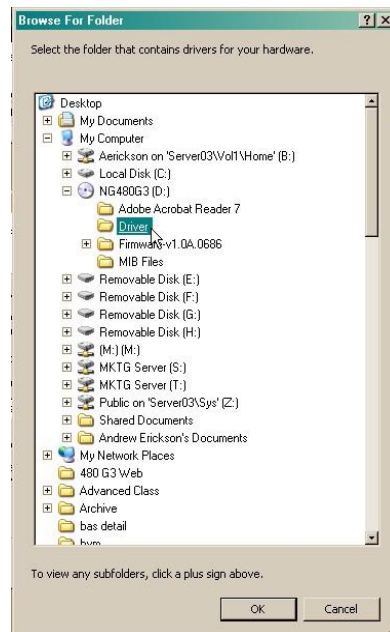 Browse For Folder
Select the folder that contains drivers for your hardware.
Desktop
My Documents
My Computer
Aerickson on 'Server03\Vol1\Home' (B:)
Local Disk (C:)
NG480G3 (D:)
Adobe Acrobat Reader 7
Driver
Firmware-v1.0A.0686
MIB Files
Removable Disk (E:)
Removable Disk (F:)
Removable Disk (G:)
Removable Disk (H:)
(M:) (M:)
MKTG Server (S:)
MKTG Server (T:)
Public on 'Server03\Sys' (Z:)
Shared Documents
Andrew Erickson's Documents
My Network Places
480 G3 Web
Advanced Class
Archive
bas detail
To view any subfolders, click a plus sign above.
OK Cancel